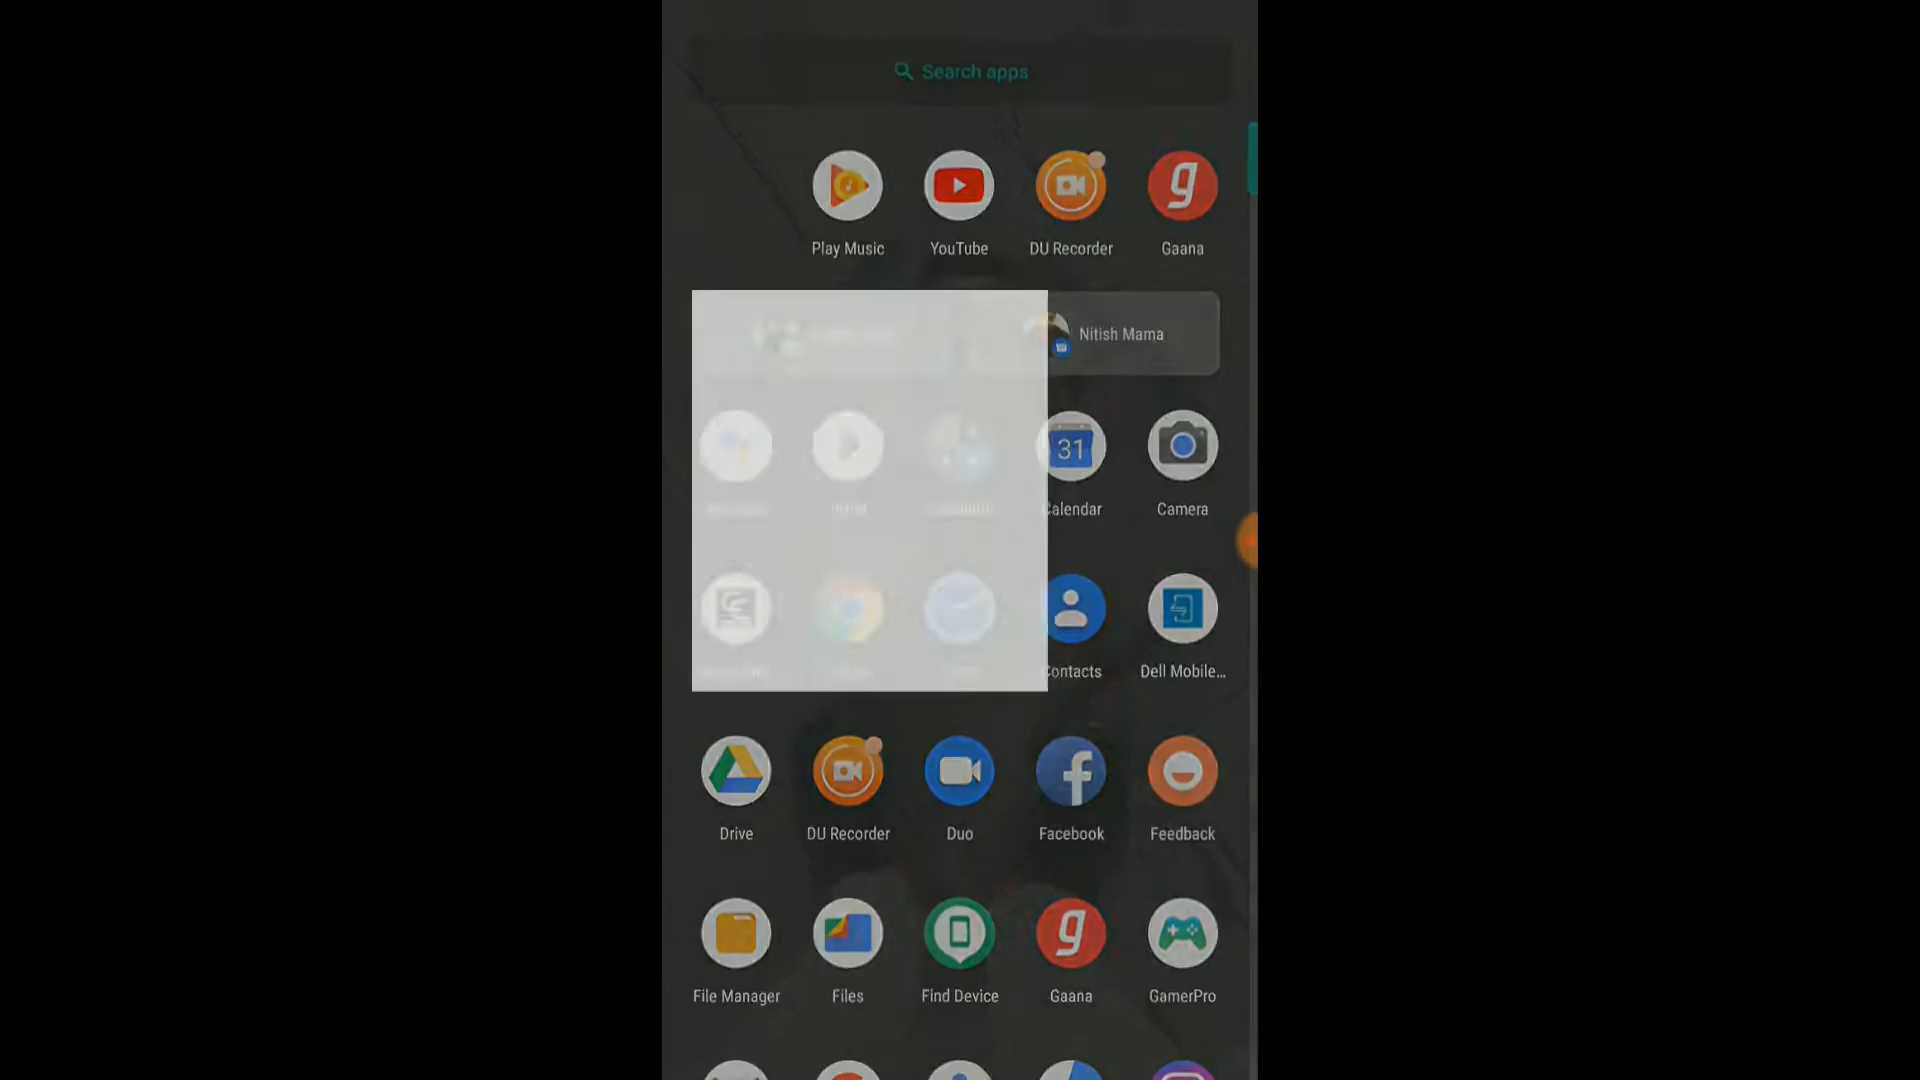 Search apps
Play Music YouTube DU Recorder Gaana
Nitish Mama
31
Calendar Camera
Contacts Dell Mobile...
Drive DU Recorder Duo Facebook Feedback
File Manager Files Find Device Gaana GamerPro